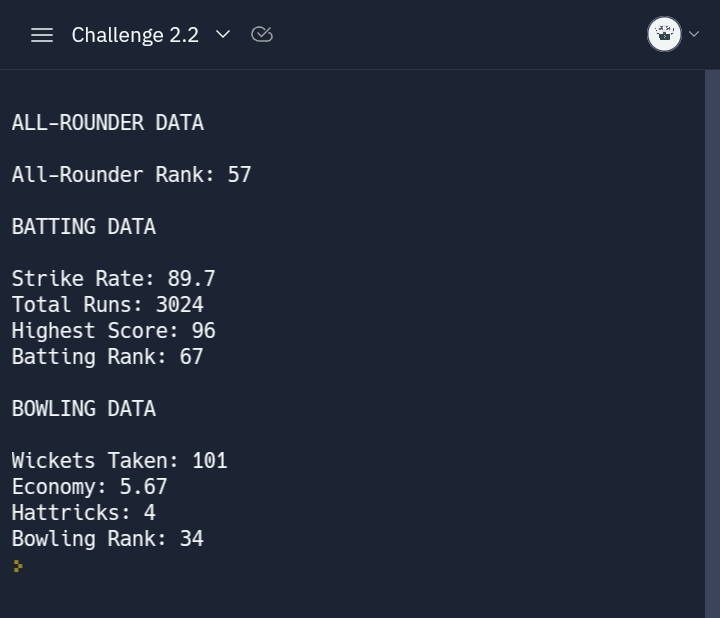 Challenge 2.2
ALL-ROUNDER DATA
All-Rounder Rank: 57
BATTING DATA
Strike Rate: 89.7
Total Runs: 3024
Highest Score: 96
Batting Rank: 67
BOWLING DATA
Wickets Taken: 101
Economy: 5.67
Hattricks: 4
Bowling Rank: 34